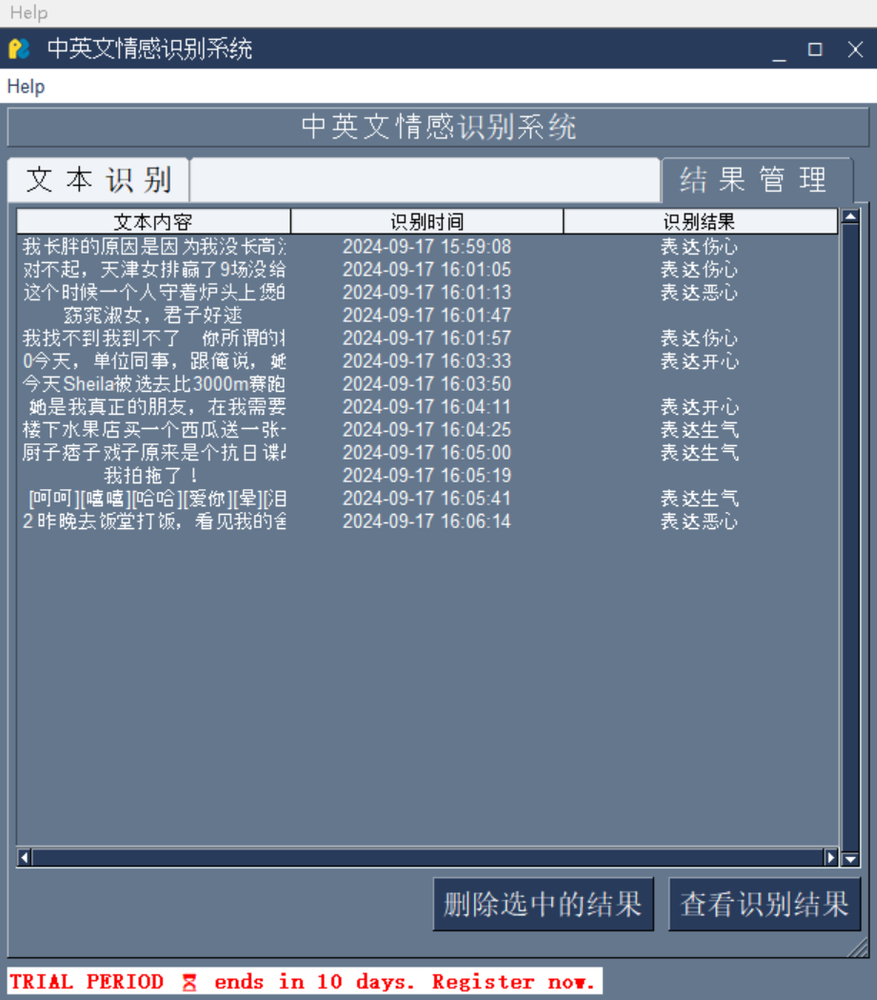 Help
中英文情感识别系统
Help
中英文情感识别系统
文本识别 结果管理
文本内容 识别时间 识别结果
我长胖的原因是因为我没长高 2024-09-17 15:59:08 表达伤心
对不起，天津女排赢了9场没给 2024-09-17 16:01:05 表达伤心
这个时候一个人守着炉头上煲的 2024-09-17 16:01:13 表达恶心
窈窕淑女，君子好逑 2024-09-17 16:01:47
我找不到我到不了 你所谓的 2024-09-17 16:01:57 表达伤心
0今天，单位同事，跟俺说，她 2024-09-17 16:03:33 表达开心
今天Sheila被选去比3000m赛跑 2024-09-17 16:03:50
她是我真正的朋友，在我需要 2024-09-17 16:04:11 表达开心
楼下水果店买一个西瓜送一张 2024-09-17 16:04:25 表达生气
厨子痞子戏子原来是个抗日谍 2024-09-17 16:05:00 表达生气
我拍拖了！ 2024-09-17 16:05:19
[呵呵][嘻嘻][哈哈][爱你][晕][泪 2024-09-17 16:05:41 表达生气
2昨晚去饭堂打饭，看见我的舍 2024-09-17 16:06:14 表达恶心
删除选中的结果 查看识别结果
TRIAL PERIOD ⌛ ends in 10 days. Register now.